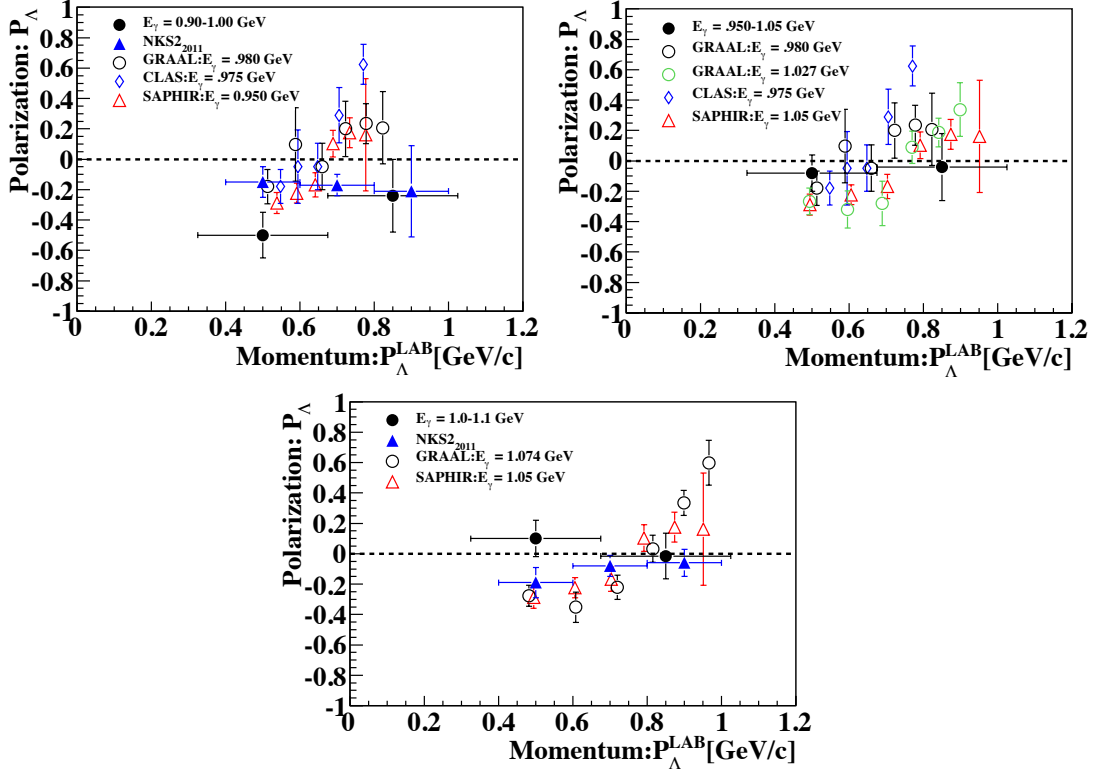 Polarization: P_Λ
1
0.8
0.6
0.4
0.2
0
-0.2
-0.4
-0.6
-0.8
-1
E_γ = 0.90-1.00 GeV
NKS2_2011
GRAAL:E_γ = .980 GeV
CLAS:E_γ = .975 GeV
SAPHIR:E_γ = 0.950 GeV
0 0.2 0.4 0.6 0.8 1 1.2
Momentum:P_Λ^LAB[GeV/c]
Polarization: P_Λ
1
0.8
0.6
0.4
0.2
0
-0.2
-0.4
-0.6
-0.8
-1
E_γ = .950-1.05 GeV
GRAAL:E_γ = .980 GeV
GRAAL:E_γ = 1.027 GeV
CLAS:E_γ = .975 GeV
SAPHIR:E_γ = 1.05 GeV
0 0.2 0.4 0.6 0.8 1 1.2
Momentum:P_Λ^LAB[GeV/c]
Polarization: P_Λ
1
0.8
0.6
0.4
0.2
0
-0.2
-0.4
-0.6
-0.8
-1
E_γ = 1.0-1.1 GeV
NKS2_2011
GRAAL:E_γ = 1.074 GeV
SAPHIR:E_γ = 1.05 GeV
0 0.2 0.4 0.6 0.8 1 1.2
Momentum:P_Λ^LAB[GeV/c]